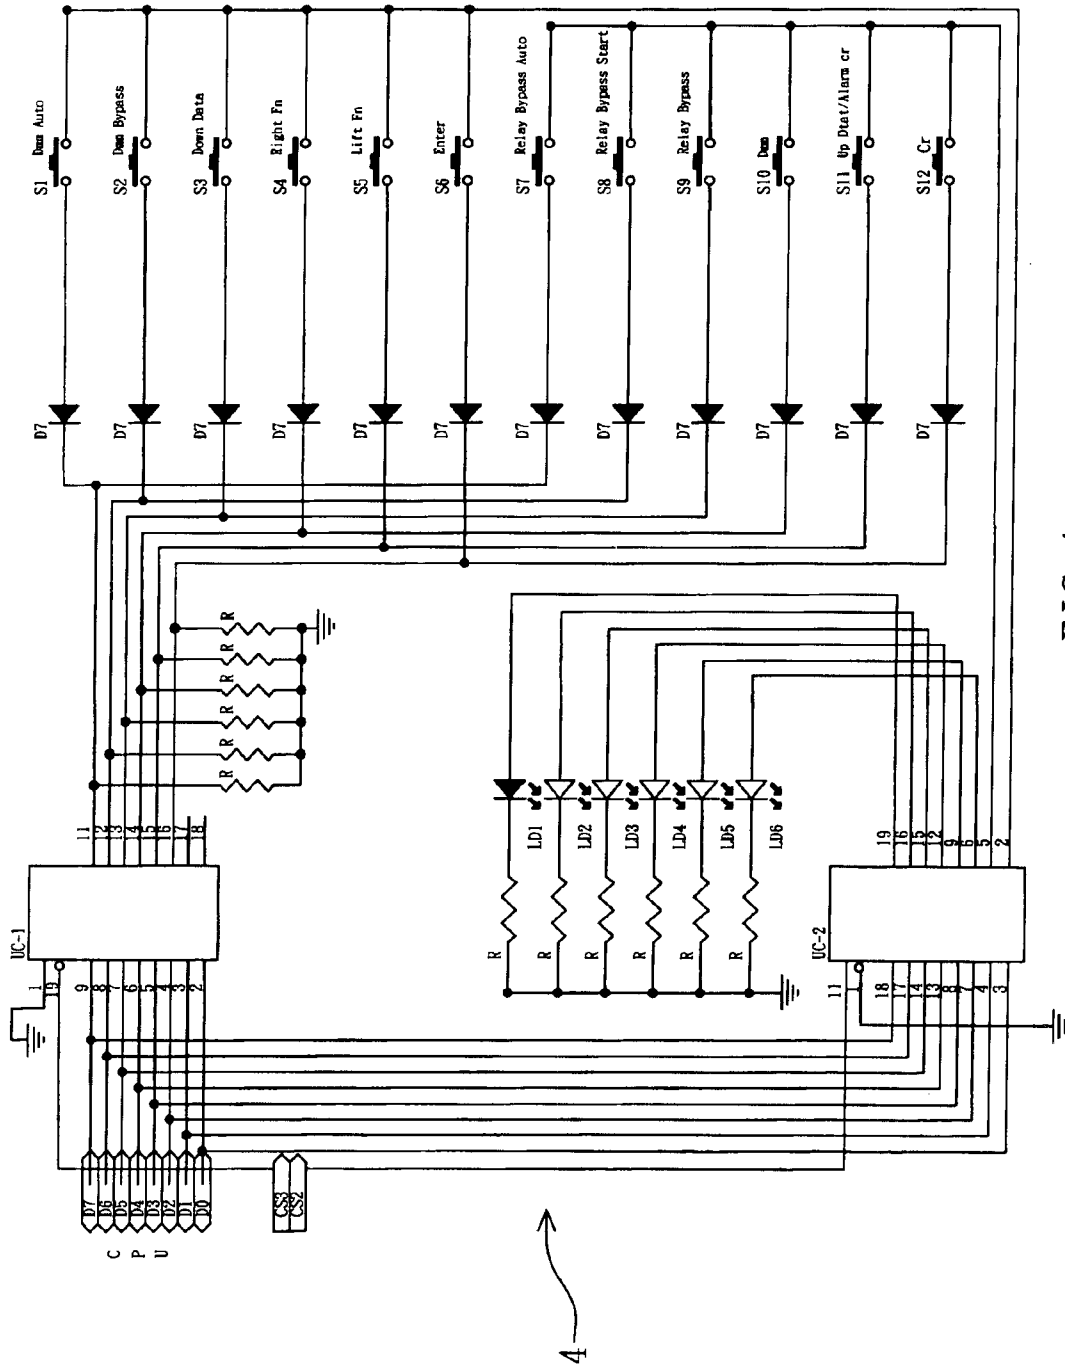 S1 Dmm Auto
S2 Dmm Bypass
S3 Down Data
S4 Right Fn
S5 Lift Fn
S6 Enter
S7 Relay Bypass Auto
S8 Relay Bypass Start
S9 Relay Bypass
S10 Dmm
S11 Up Dtat/Alarm cr
S12 Cr
D7
D7
D7
D7
D7
D7
D7
D7
D7
D7
D7
D7
R
R
R
R
R
R
11
12
13
14
15
16
17
18
UC-1
1
19
9
8
7
6
5
4
3
2
D7
D6
D5
D4
D3
D2
D1
D0
C P U
CS3
CS2
LD1
LD2
LD3
LD4
LD5
LD6
R
R
R
R
R
R
19
16
15
12
9
6
5
2
UC-2
11
1
18
17
14
13
8
7
4
3
4